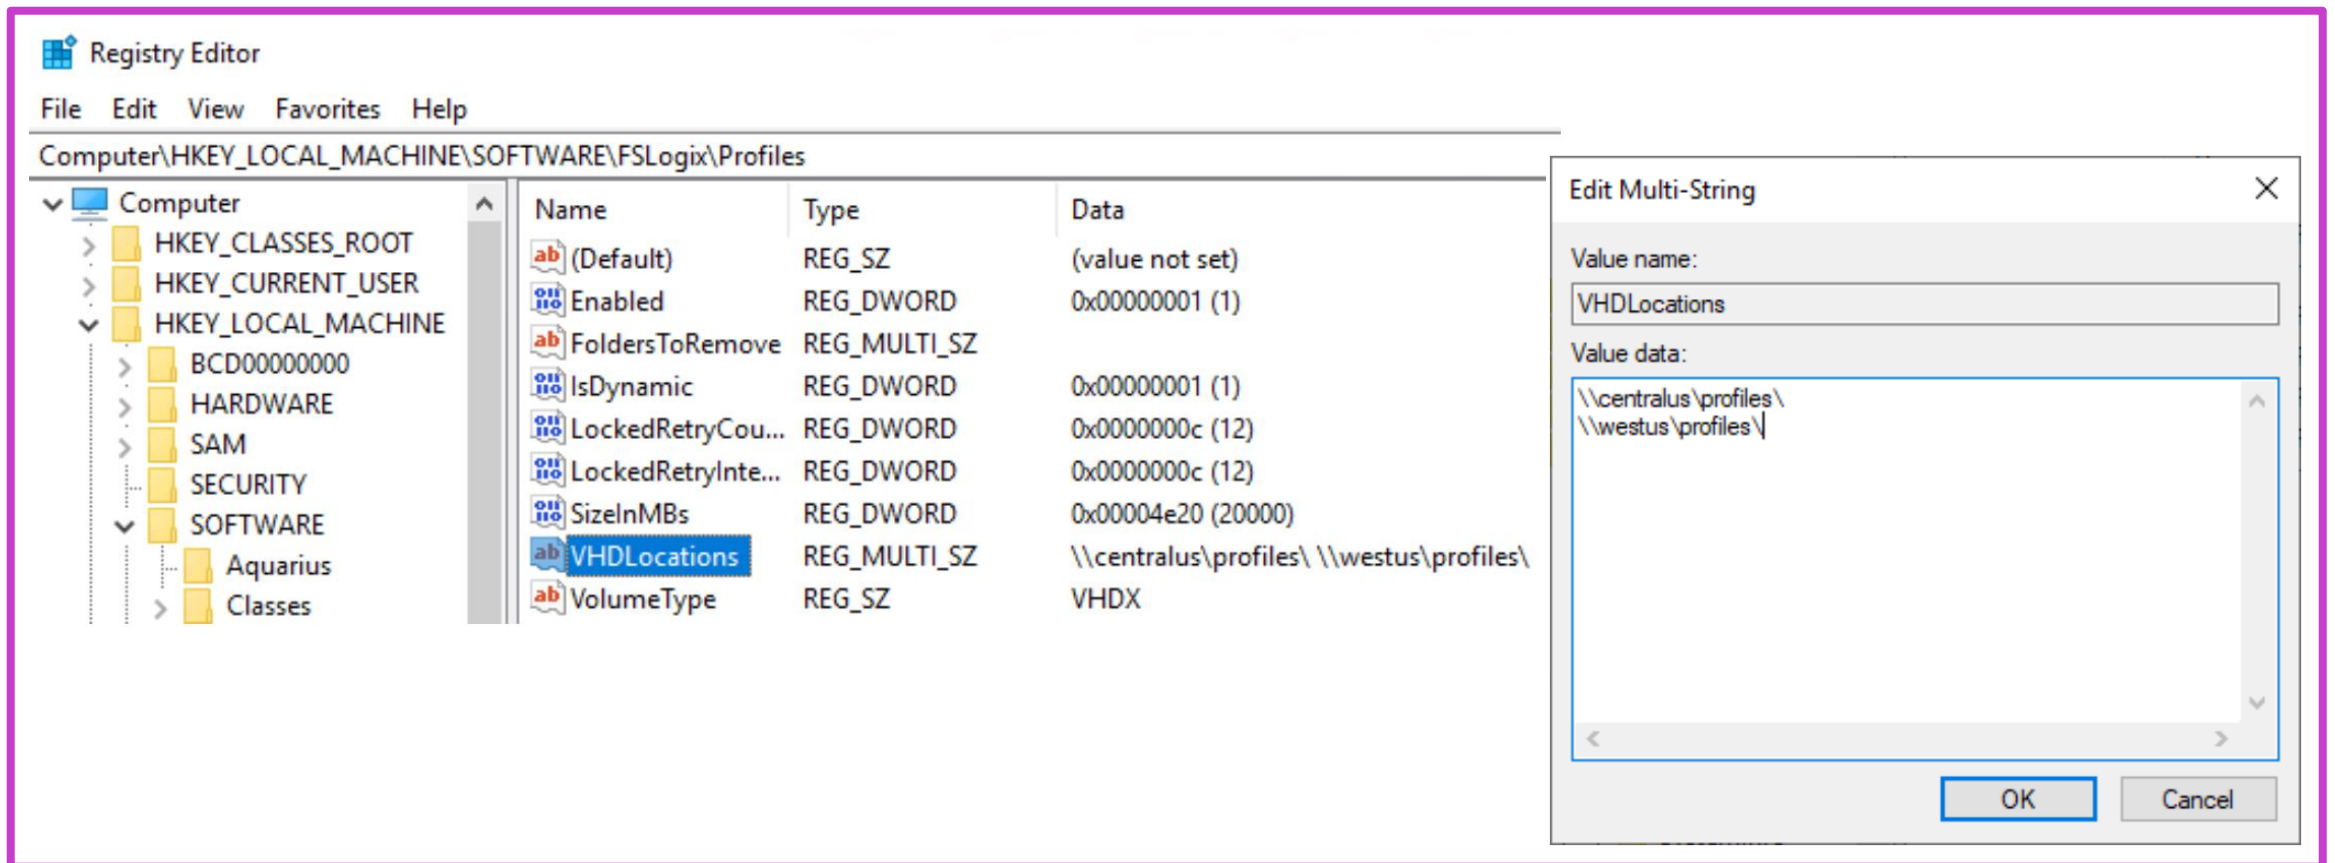 Registry Editor
File Edit View Favorites Help
Computer\HKEY_LOCAL_MACHINE\SOFTWARE\FSLogix\Profiles
Computer
HKEY_CLASSES_ROOT
HKEY_CURRENT_USER
HKEY_LOCAL_MACHINE
BCD00000000
HARDWARE
SAM
SECURITY
SOFTWARE
Aquarius
Classes
Name Type Data
(Default) REG_SZ (value not set)
Enabled REG_DWORD 0x00000001 (1)
FoldersToRemove REG_MULTI_SZ
IsDynamic REG_DWORD 0x00000001 (1)
LockedRetryCou... REG_DWORD 0x0000000c (12)
LockedRetryInte... REG_DWORD 0x0000000c (12)
SizeInMBs REG_DWORD 0x00004e20 (20000)
VHDLocations REG_MULTI_SZ \\centralus\profiles\ \\westus\profiles\
VolumeType REG_SZ VHDX
Edit Multi-String
Value name:
VHDLocations
Value data:
\\centralus\profiles\
\\westus\profiles\
OK Cancel